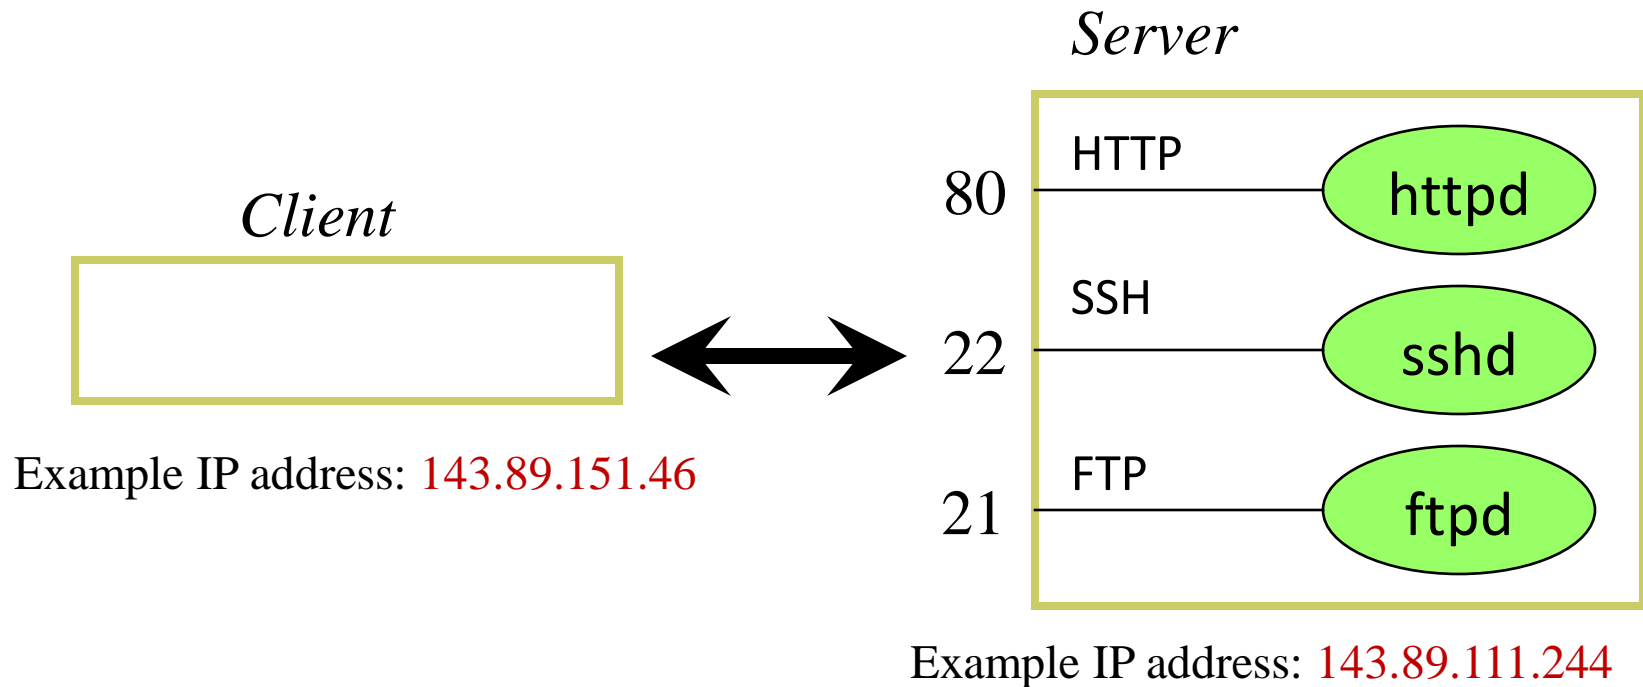 Server
Client
80
HTTP
httpd
22
SSH
sshd
21
FTP
ftpd
Example IP address: 143.89.151.46
Example IP address: 143.89.111.244